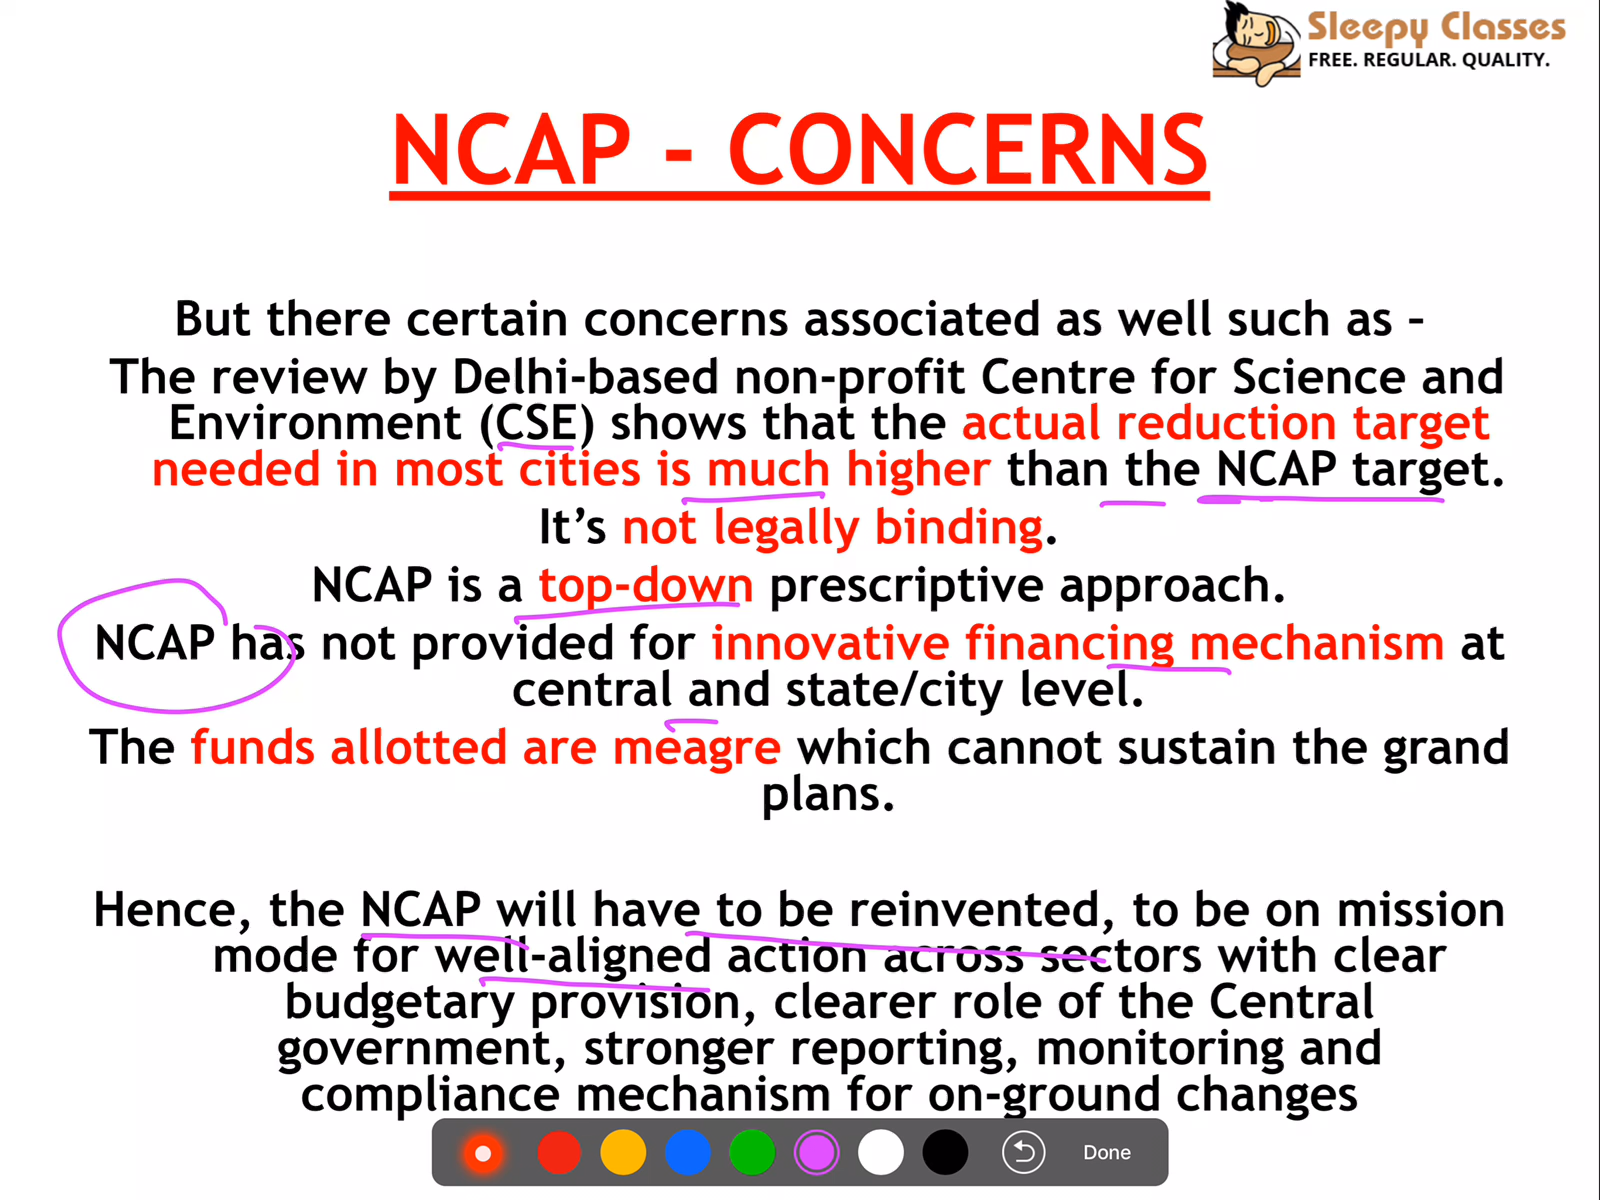 Sleepy Classes
FREE. REGULAR. QUALITY.
NCAP - CONCERNS
But there certain concerns associated as well such as –
The review by Delhi-based non-profit Centre for Science and
Environment (CSE) shows that the actual reduction target
needed in most cities is much higher than the NCAP target.
It’s not legally binding.
NCAP is a top-down prescriptive approach.
NCAP has not provided for innovative financing mechanism at
central and state/city level.
The funds allotted are meagre which cannot sustain the grand
plans.
Hence, the NCAP will have to be reinvented, to be on mission
mode for well-aligned action across sectors with clear
budgetary provision, clearer role of the Central
government, stronger reporting, monitoring and
compliance mechanism for on-ground changes
Done